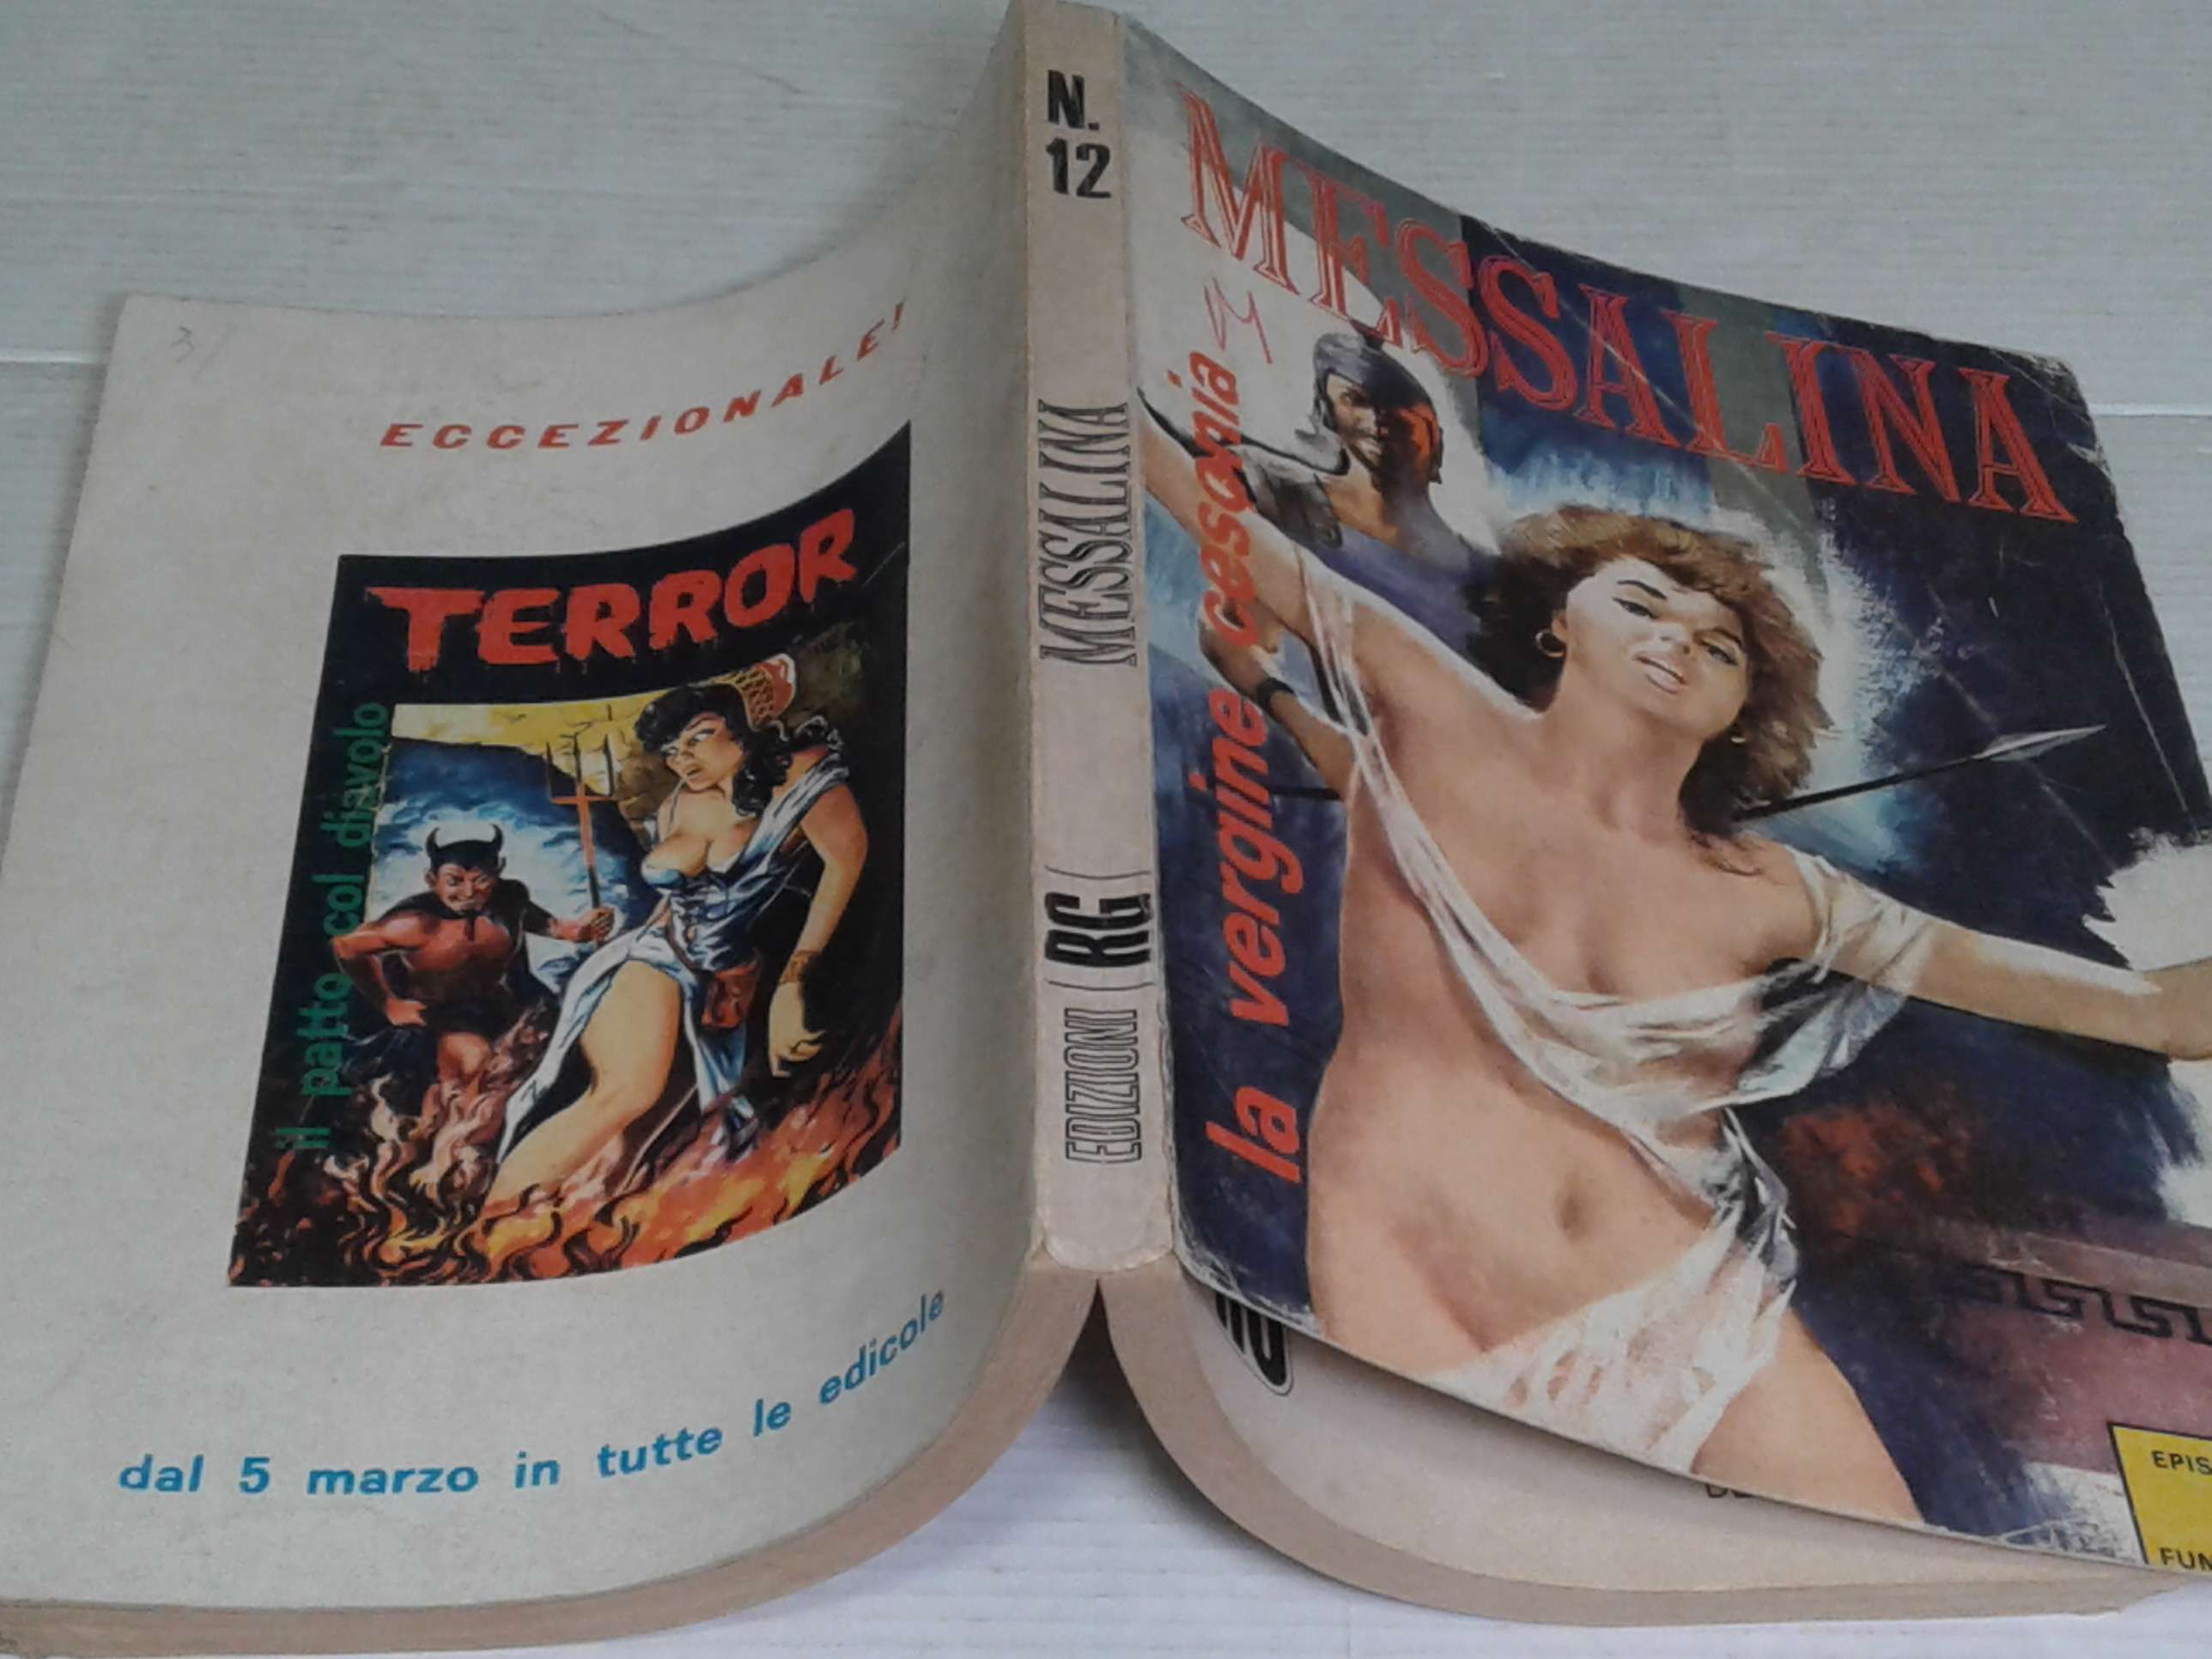 ECCEZIONALE!
TERROR
il patto col diavolo
dal 5 marzo in tutte le edicole
N.
12
MESSALINA
EDIZIONI RG
MESSALINA
la vergine cesonia
EPIS
FUN